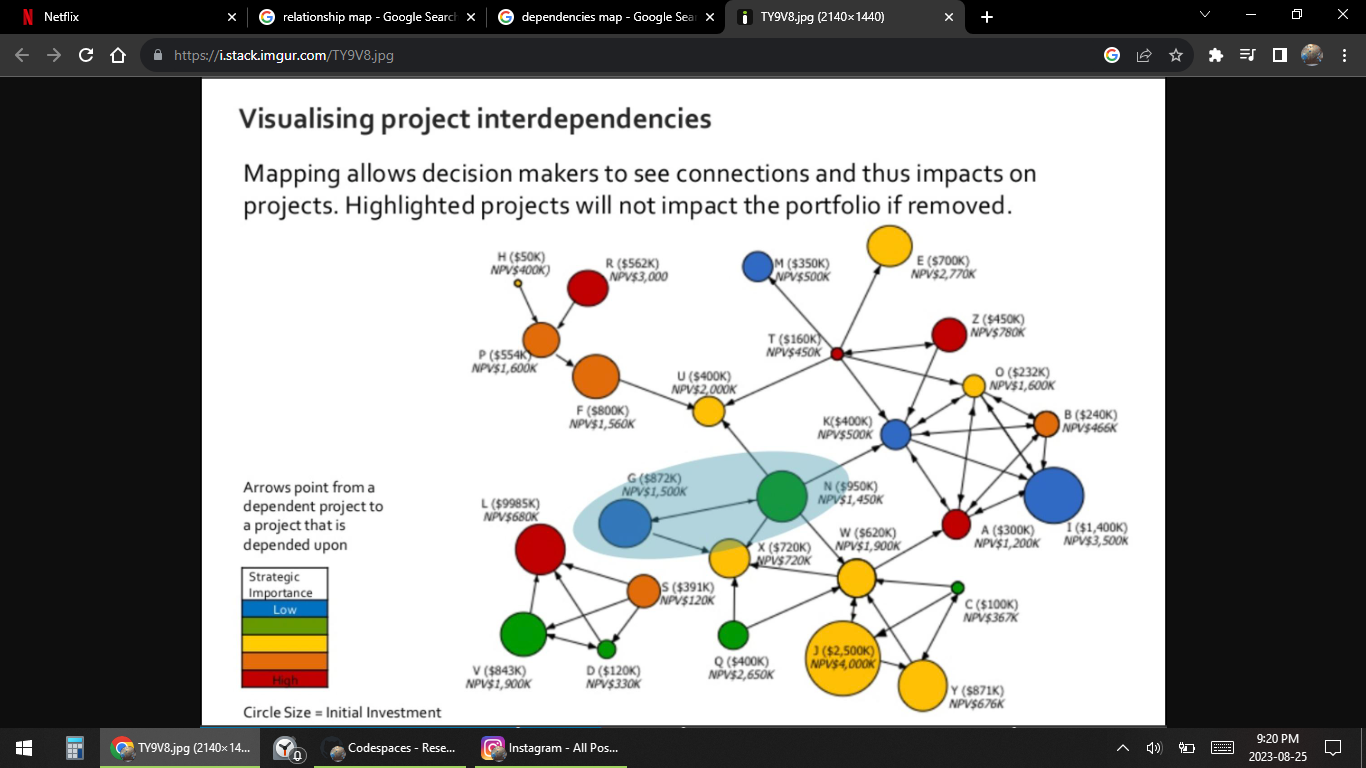 Netflix
relationship map - Google Search
dependencies map - Google Sea
TY9V8.jpg (2140×1440)
https://i.stack.imgur.com/TY9V8.jpg
Visualising project interdependencies
Mapping allows decision makers to see connections and thus impacts on
projects. Highlighted projects will not impact the portfolio if removed.
H ($50K)
NPV$400K)
R ($562K)
NPV$3,000
M ($350K)
NPV$500K
E ($700K)
NPV$2,770K
P ($554K)
NPV$1,600K
T ($160K)
NPV$450K
Z ($450K)
NPV$780K
F ($800K)
NPV$1,560K
U ($400K)
NPV$2,000K
O ($232K)
NPV$1,600K
K($400K)
NPV$500K
B ($240K)
NPV$466K
G ($872K)
NPV$1,500K
N ($950K)
NPV$1,450K
A ($300K)
NPV$1,200K
I ($1,400K)
NPV$3,500K
Arrows point from a
dependent project to
a project that is
depended upon
L ($9985K)
NPV$680K
X ($720K)
NPV$720K
W ($620K)
NPV$1,900K
S ($391K)
NPV$120K
C ($100K)
NPV$367K
Strategic
Importance
Low
High
V ($843K)
NPV$1,900K
D ($120K)
NPV$330K
Q ($400K)
NPV$2,650K
J ($2,500K)
NPV$4,000K
Y ($871K)
NPV$676K
Circle Size = Initial Investment
TY9V8.jpg (2140×14...
Codespaces - Rese...
Instagram - All Pos...
9:20 PM
2023-08-25